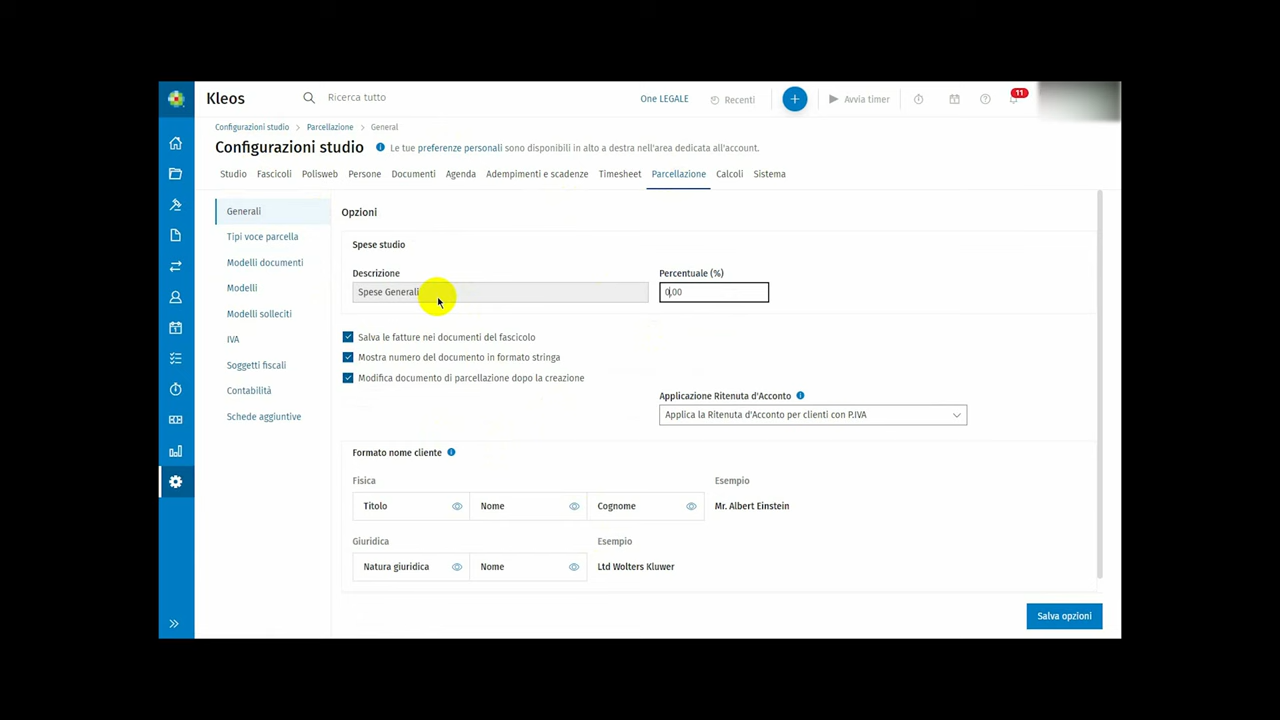 Kleos
Ricerca tutto
One LEGALE
Recenti
+
Avvia timer
11
Configurazioni studio > Parcellazione > General
Configurazioni studio
Le tue preferenze personali sono disponibili in alto a destra nell'area dedicata all'account.
Studio Fascicoli Polisweb Persone Documenti Agenda Adempimenti e scadenze Timesheet Parcellazione Calcoli Sistema
Generali
Tipi voce parcella
Modelli documenti
Modelli
Modelli solleciti
IVA
Soggetti fiscali
Contabilità
Schede aggiuntive
Opzioni
Spese studio
Descrizione Percentuale (%)
Spese Generali 0,00
Salva le fatture nei documenti del fascicolo
Mostra numero del documento in formato stringa
Modifica documento di parcellazione dopo la creazione
Applicazione Ritenuta d'Acconto
Applica la Ritenuta d'Acconto per clienti con P.IVA
Formato nome cliente
Fisica Esempio
Titolo Nome Cognome Mr. Albert Einstein
Giuridica Esempio
Natura giuridica Nome Ltd Wolters Kluwer
Salva opzioni